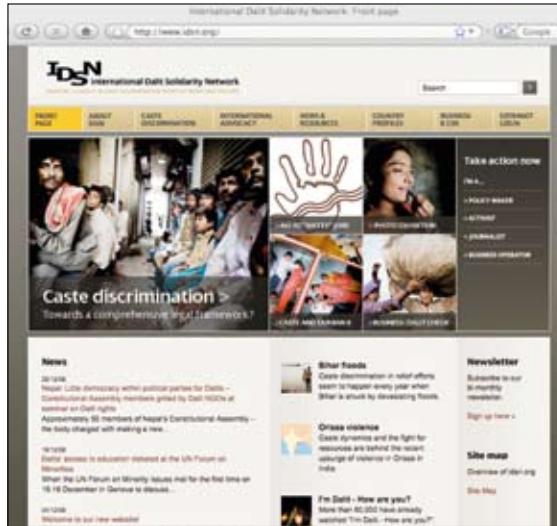 International Dalit Solidarity Network: Front page
http://www.idsn.org/
Google
IDSN
International Dalit Solidarity Network
Search
FRONT PAGE
ABOUT IDSN
CASTE DISCRIMINATION
INTERNATIONAL ADVOCACY
NEWS & RESOURCES
COUNTRY PROFILES
BUSINESS & CSR
EXTRANET LOGIN
Take action now
I'M A...
> POLICY MAKER
> ACTIVIST
> JOURNALIST
> BUSINESS OPERATOR
> PHOTO EXHIBITION
Caste discrimination >
Towards a comprehensive legal framework?
> BUSINESS: DALIT CHECK
News
Nepal: Little democracy within political parties for Dalits –
Constitutional Assembly members grilled by Dalit NGOs at
seminar on Dalit rights
Approximately 50 members of Nepal's Constitutional Assembly –
the body charged with making a new...
19/12/08
Dalits' access to education debated at the UN Forum on
Minorities
When the UN Forum on Minority Issues met for the first time on
15-16 December in Geneva to discuss...
Welcome to our new website!
Bihar floods
Caste discrimination in relief efforts
seem to happen every year when
Bihar is struck by devastating floods.
Orissa violence
Caste dynamics and the fight for
resources are behind the recent
upsurge of violence in Orissa in
India
I'm Dalit - How are you?
More than 60,000 have already
watched "I'm Dalit - How are you?",
Newsletter
Subscribe to our
bi-monthly
newsletter.
Sign up here »
Site map
Overview of idsn.org
Site Map